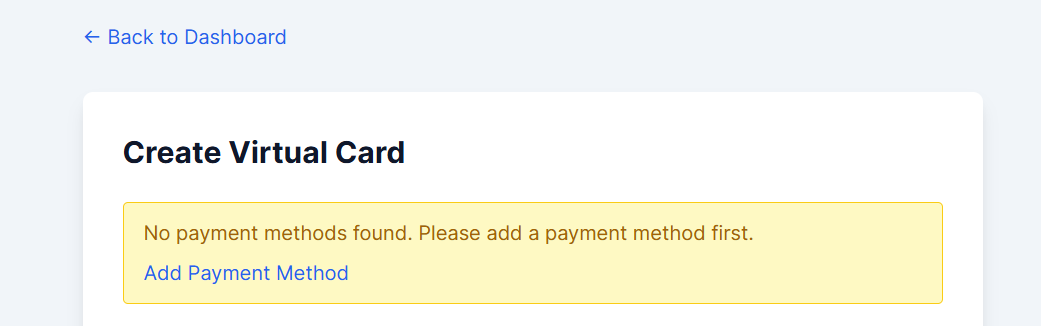 ← Back to Dashboard
Create Virtual Card
No payment methods found. Please add a payment method first.
Add Payment Method